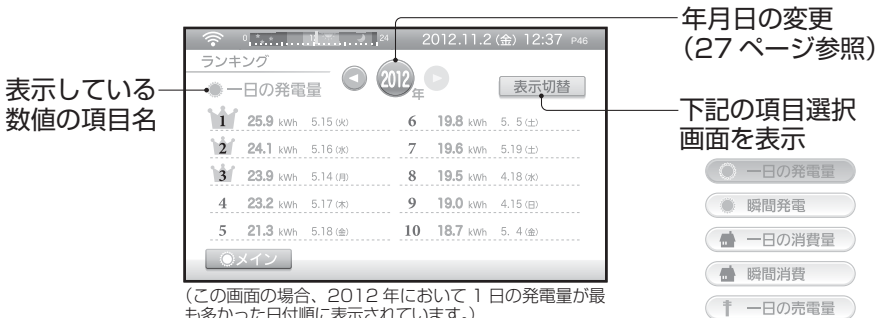 年月日の変更
(27 ページ参照)
0 12 24 2012.11.2 (金) 12:37 P46
ランキング
一日の発電量
2012年
表示切替
表示している
数値の項目名
下記の項目選択
画面を表示
1 25.9 kWh 5.15 (火)
2 24.1 kWh 5.16 (水)
3 23.9 kWh 5.14 (月)
4 23.2 kWh 5.17 (木)
5 21.3 kWh 5.18 (金)
6 19.8 kWh 5. 5 (土)
7 19.6 kWh 5.19 (土)
8 19.5 kWh 4.18 (水)
9 19.0 kWh 4.15 (日)
10 18.7 kWh 5. 4 (金)
メイン
一日の発電量
瞬間発電
一日の消費量
瞬間消費
一日の売電量
(この画面の場合、2012 年において 1 日の発電量が最
も多かった日付順に表示されています。)